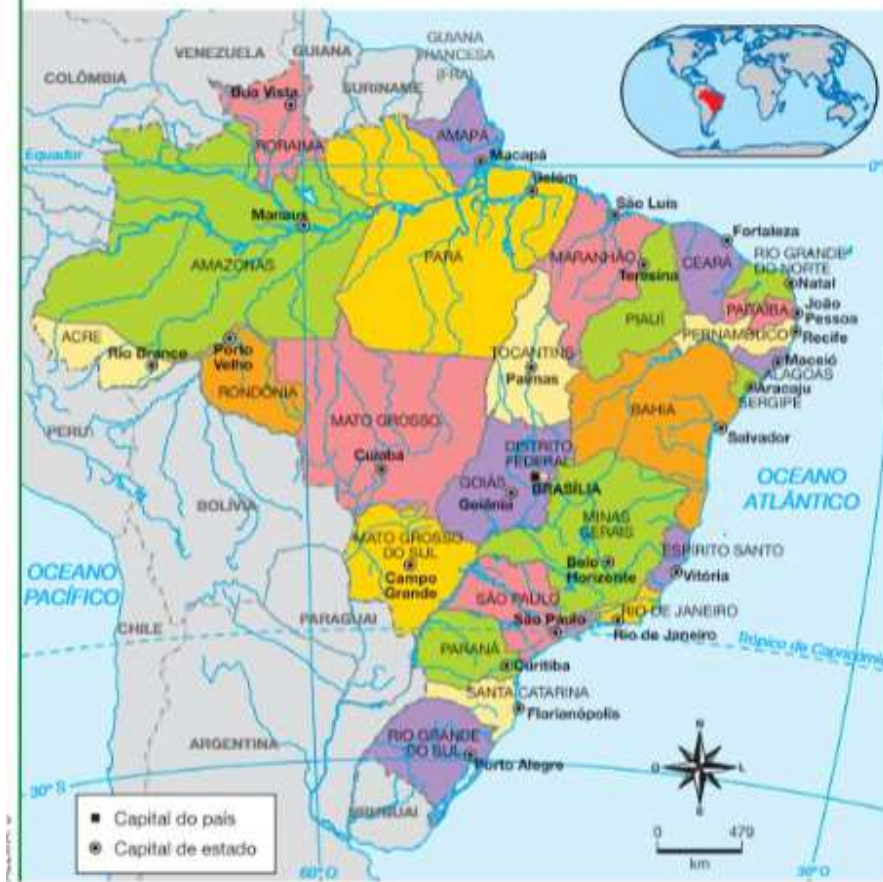 GUIANA
VENEZUELA
GUIANA
FRANCESA
(FRA)
COLÔMBIA
SURINAME
Boa Vista
RORAIMA
AMAPÁ
Equador
Macapá
0°
Belém
São Luís
Manaus
Fortaleza
AMAZONAS
PARÁ
MARANHÃO
CEARÁ
RIO GRANDE
DO NORTE
Teresina
Natal
PIAUÍ
PARAÍBA
João
Pessoa
ACRE
PERNAMBUCO
Recife
Rio Branco
Porto
Velho
TOCANTINS
Palmas
Maceió
ALAGOAS
RONDÔNIA
Aracaju
SERGIPE
MATO GROSSO
BAHIA
PERU
Salvador
DISTRITO
FEDERAL
Cuiabá
GOIÁS
BRASÍLIA
Goiânia
OCEANO
ATLÂNTICO
BOLÍVIA
MINAS
GERAIS
MATO GROSSO
DO SUL
ESPÍRITO SANTO
Belo
Horizonte
Vitória
OCEANO
PACÍFICO
Campo
Grande
SÃO PAULO
RIO DE JANEIRO
PARAGUAI
CHILE
São Paulo
Rio de Janeiro
Trópico de Capricórnio
PARANÁ
Curitiba
SANTA CATARINA
Florianópolis
ARGENTINA
RIO GRANDE
DO SUL
Porto Alegre
N
O
L
S
30° S
URUGUAI
Capital do país
Capital de estado
0
479
km
60° O
30° O